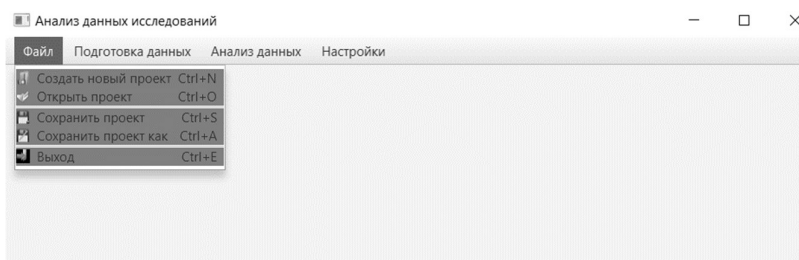 Анализ данных исследований
Файл Подготовка данных Анализ данных Настройки
Создать новый проект Ctrl+N
Открыть проект Ctrl+O
Сохранить проект Ctrl+S
Сохранить проект как Ctrl+A
Выход Ctrl+E